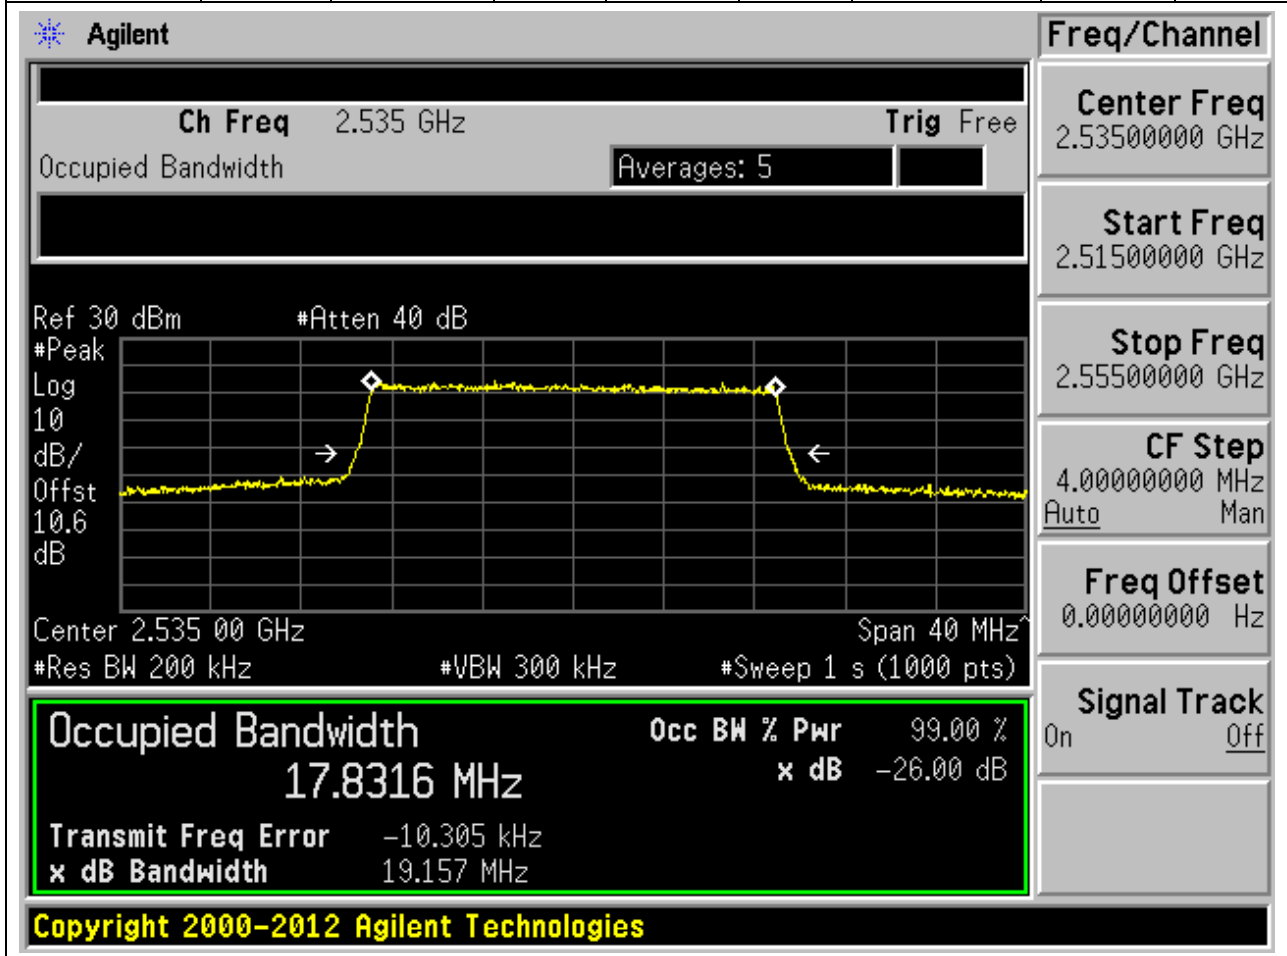 Agilent
Freq/Channel
Ch Freq 2.535 GHz Trig Free
Occupied Bandwidth Averages: 5
Center Freq
2.53500000 GHz
Start Freq
2.51500000 GHz
Stop Freq
2.55500000 GHz
CF Step
4.00000000 MHz
Auto Man
Freq Offset
0.00000000 Hz
Signal Track
On Off
Ref 30 dBm #Atten 40 dB
#Peak
Log
10
dB/
Offst
10.6
dB
Center 2.535 00 GHz Span 40 MHz^
#Res BW 200 kHz #VBW 300 kHz #Sweep 1 s (1000 pts)
Occupied Bandwidth Occ BW % Pwr 99.00 %
17.8316 MHz x dB -26.00 dB
Transmit Freq Error -10.305 kHz
x dB Bandwidth 19.157 MHz
Copyright 2000-2012 Agilent Technologies